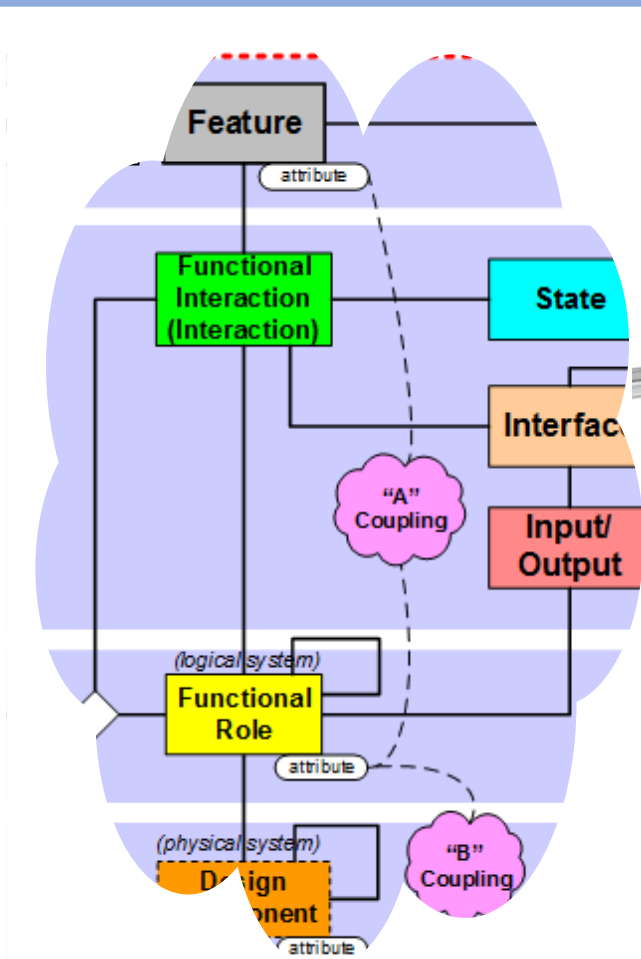 Feature
attribute
Functional
Interaction
(Interaction)
State
“A”
Coupling
Input/
Output
(logical system)
Functional
Role
attribute
(physical system)
“B”
Coupling
attribute